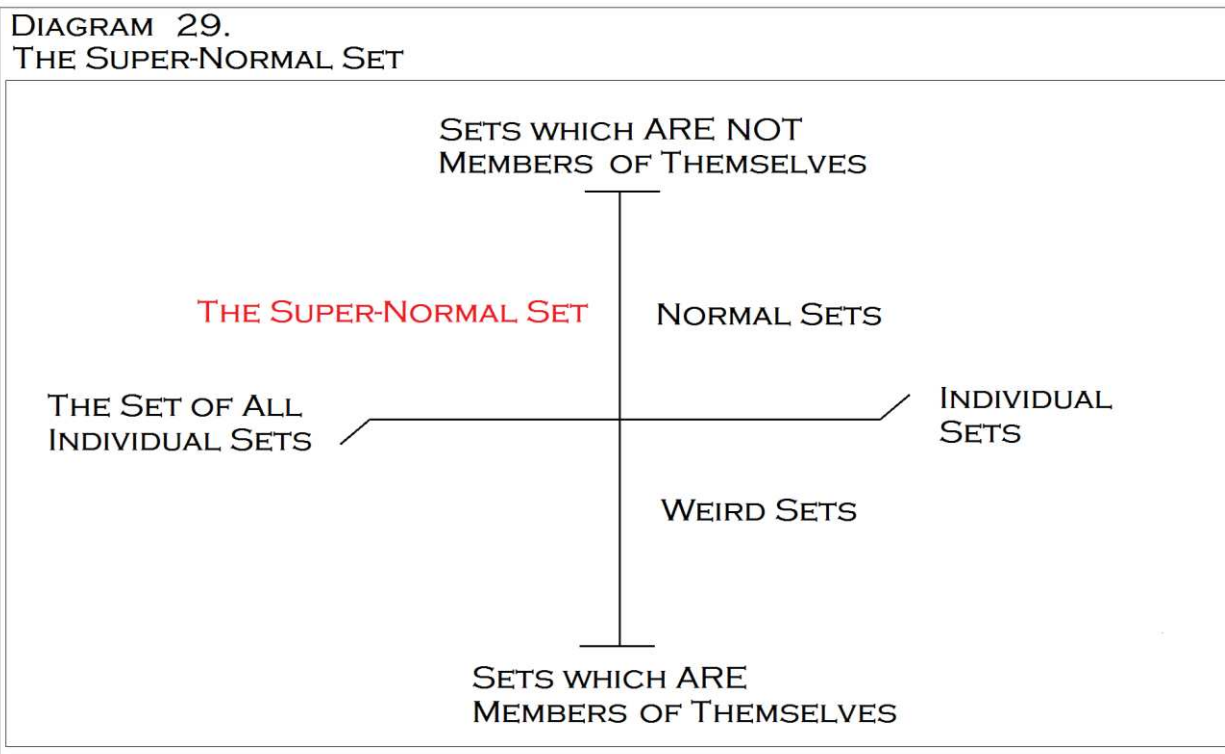 DIAGRAM 29.
THE SUPER-NORMAL SET
SETS WHICH ARE NOT
MEMBERS OF THEMSELVES
THE SUPER-NORMAL SET
NORMAL SETS
THE SET OF ALL
INDIVIDUAL SETS
INDIVIDUAL
SETS
WEIRD SETS
SETS WHICH ARE
MEMBERS OF THEMSELVES